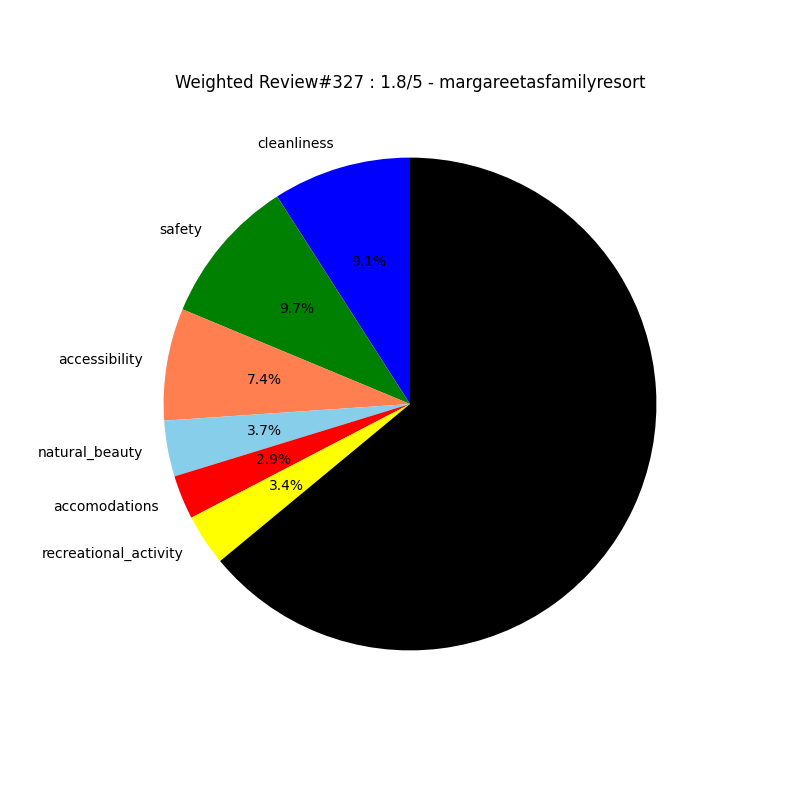 Weighted Review#327 : 1.8/5 - margareetasfamilyresort
cleanliness
9.1%
safety
9.7%
accessibility
7.4%
natural_beauty
3.7%
accomodations
2.9%
recreational_activity
3.4%